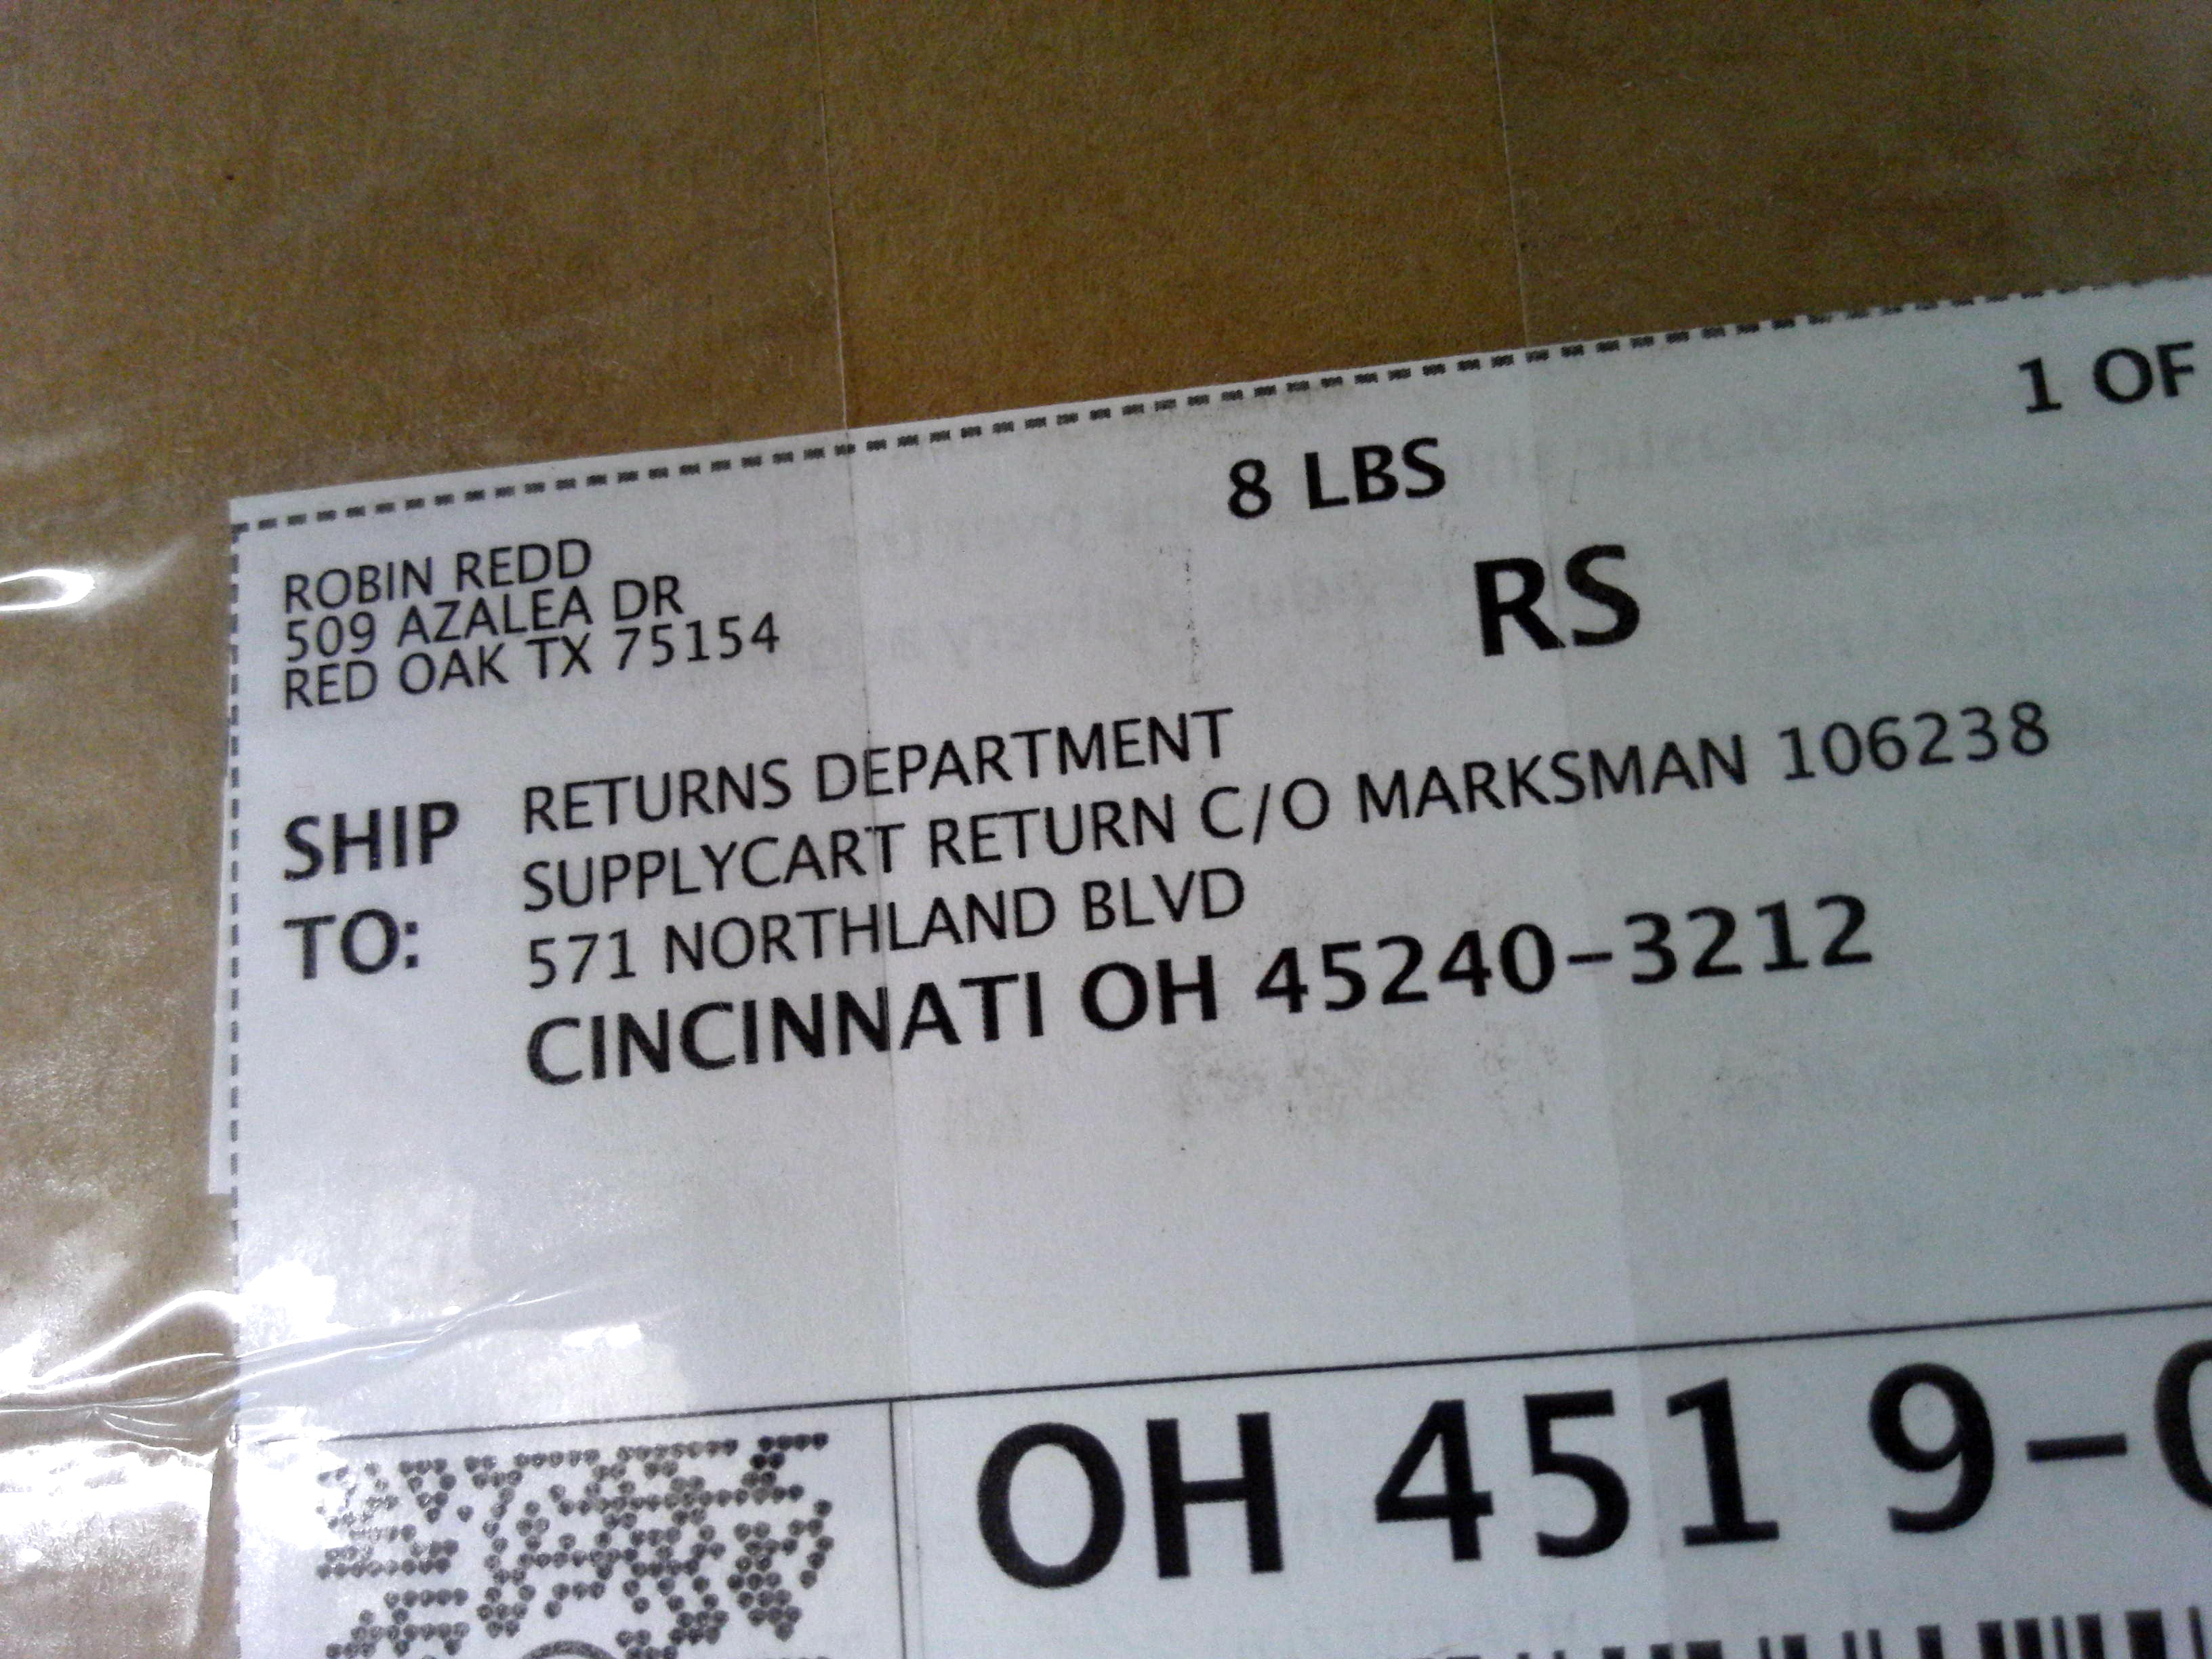 1 OF
8 LBS
RS
ROBIN REDD
509 AZALEA DR
RED OAK TX 75154
SHIP TO:
RETURNS DEPARTMENT
SUPPLYCART RETURN C/O MARKSMAN 106238
571 NORTHLAND BLVD
CINCINNATI OH 45240-3212
OH 451 9-